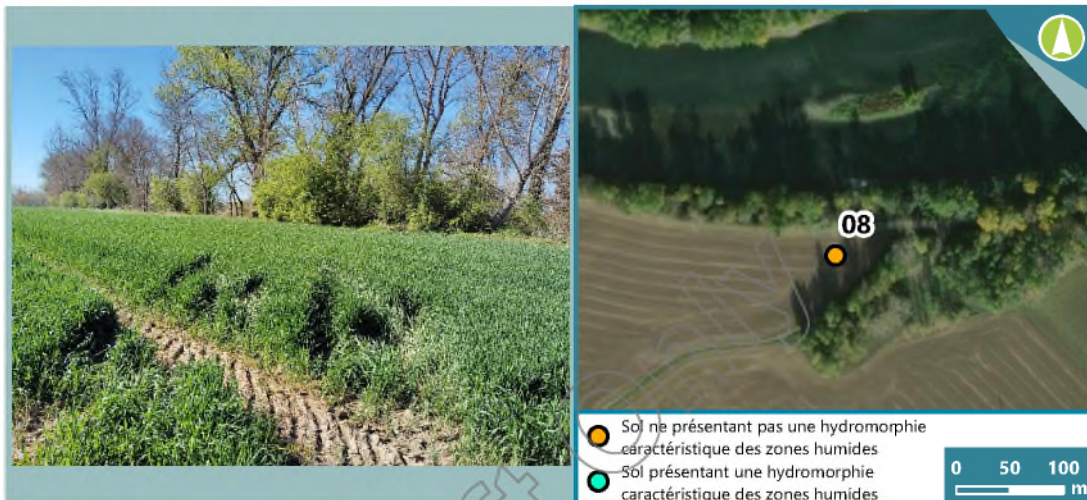 08
Sol ne présentant pas une hydromorphie
caractéristique des zones humides
Sol présentant une hydromorphie
caractéristique des zones humides
0 50 100
m